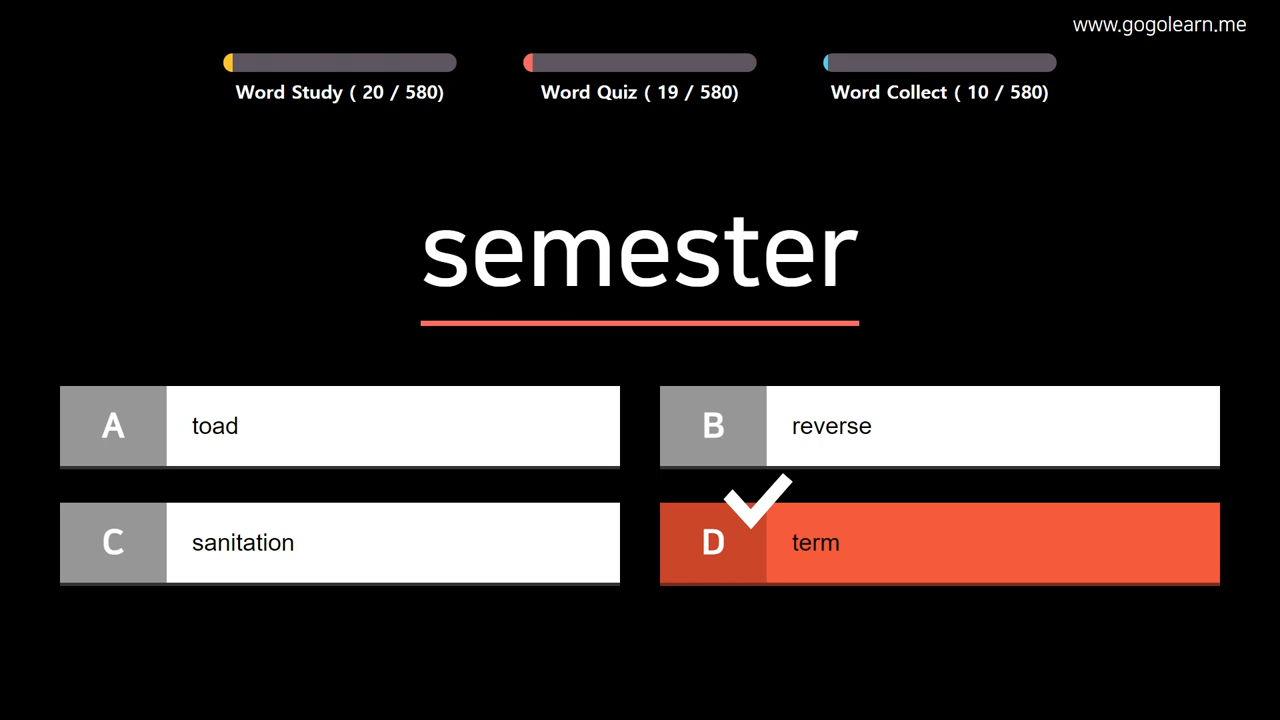 www.gogolearn.me
Word Study ( 20 / 580)
Word Quiz ( 19 / 580)
Word Collect ( 10 / 580)
semester
A toad
B reverse
C sanitation
D term